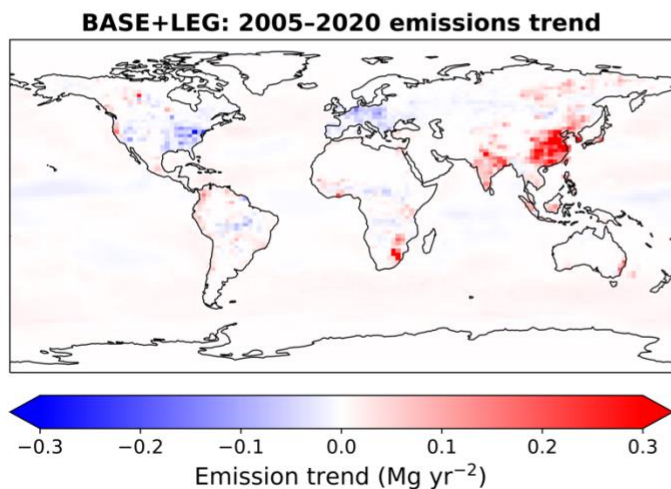 BASE+LEG: 2005–2020 emissions trend
−0.3 −0.2 −0.1 0.0 0.1 0.2 0.3
Emission trend (Mg yr⁻²)